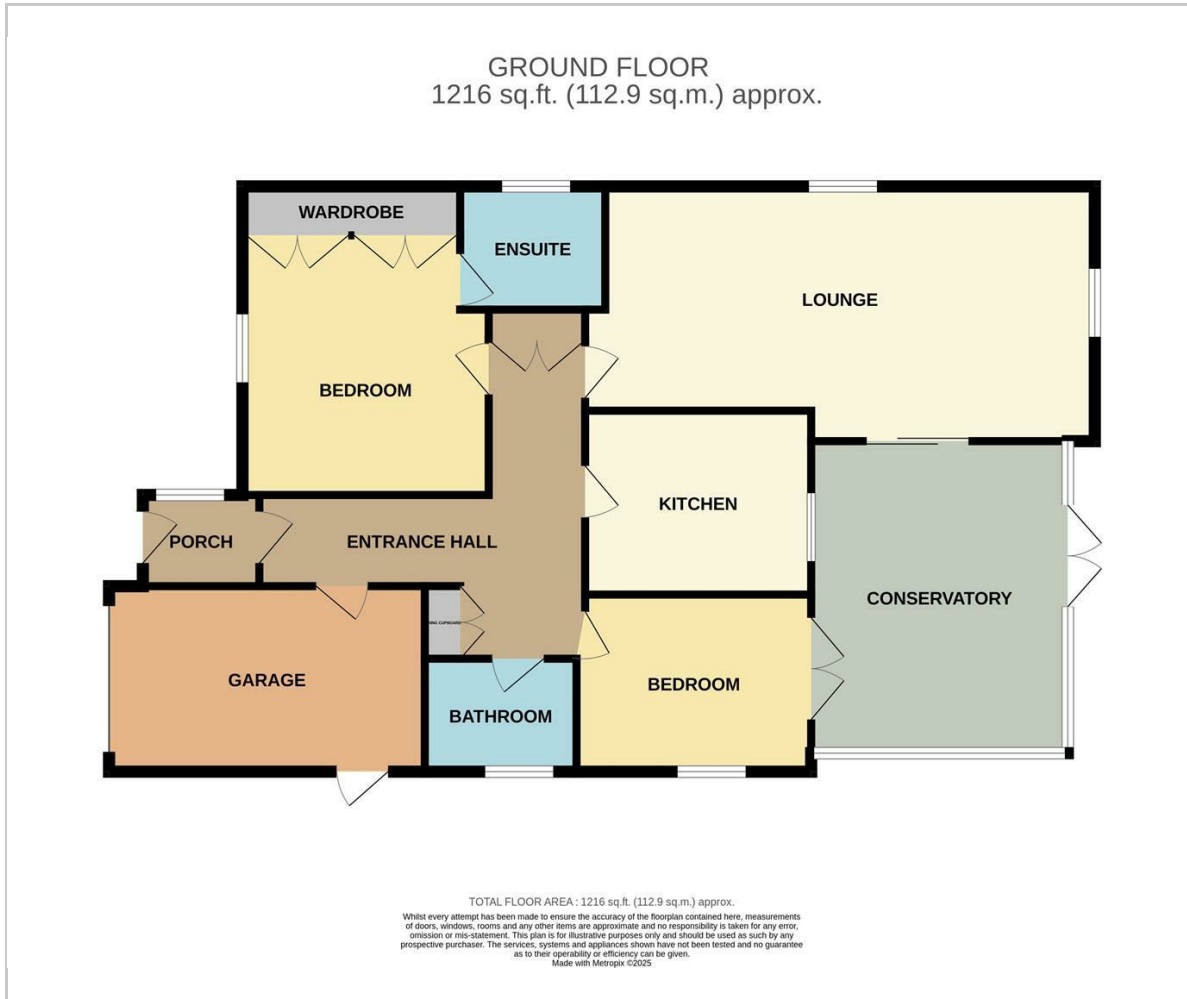 GROUND FLOOR
1216 sq.ft. (112.9 sq.m.) approx.
WARDROBE
ENSUITE
LOUNGE
BEDROOM
KITCHEN
PORCH
ENTRANCE HALL
CONSERVATORY
CUPBOARD
GARAGE
BEDROOM
BATHROOM
TOTAL FLOOR AREA : 1216 sq.ft. (112.9 sq.m.) approx.
Whilst every attempt has been made to ensure the accuracy of the floorplan contained here, measurements
of doors, windows, rooms and any other items are approximate and no responsibility is taken for any error,
omission or mis-statement. This plan is for illustrative purposes only and should be used as such by any
prospective purchaser. The services, systems and appliances shown have not been tested and no guarantee
as to their operability or efficiency can be given.
Made with Metropix ©2025